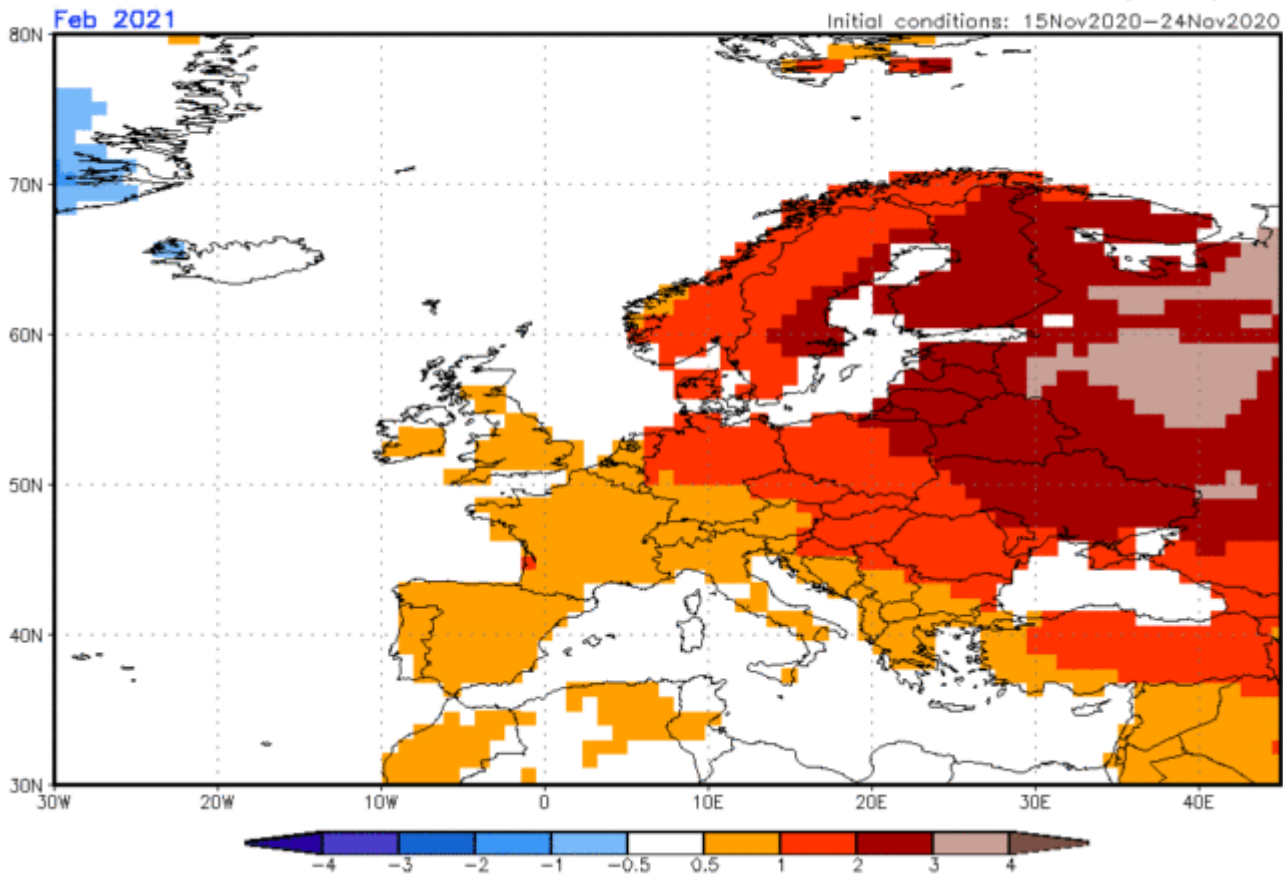 Feb 2021
Initial conditions: 15Nov2020–24Nov2020
80N
70N
60N
50N
40N
30N
30W 20W 10W 0 10E 20E 30E 40E
-4 -3 -2 -1 -0.5 0.5 1 2 3 4